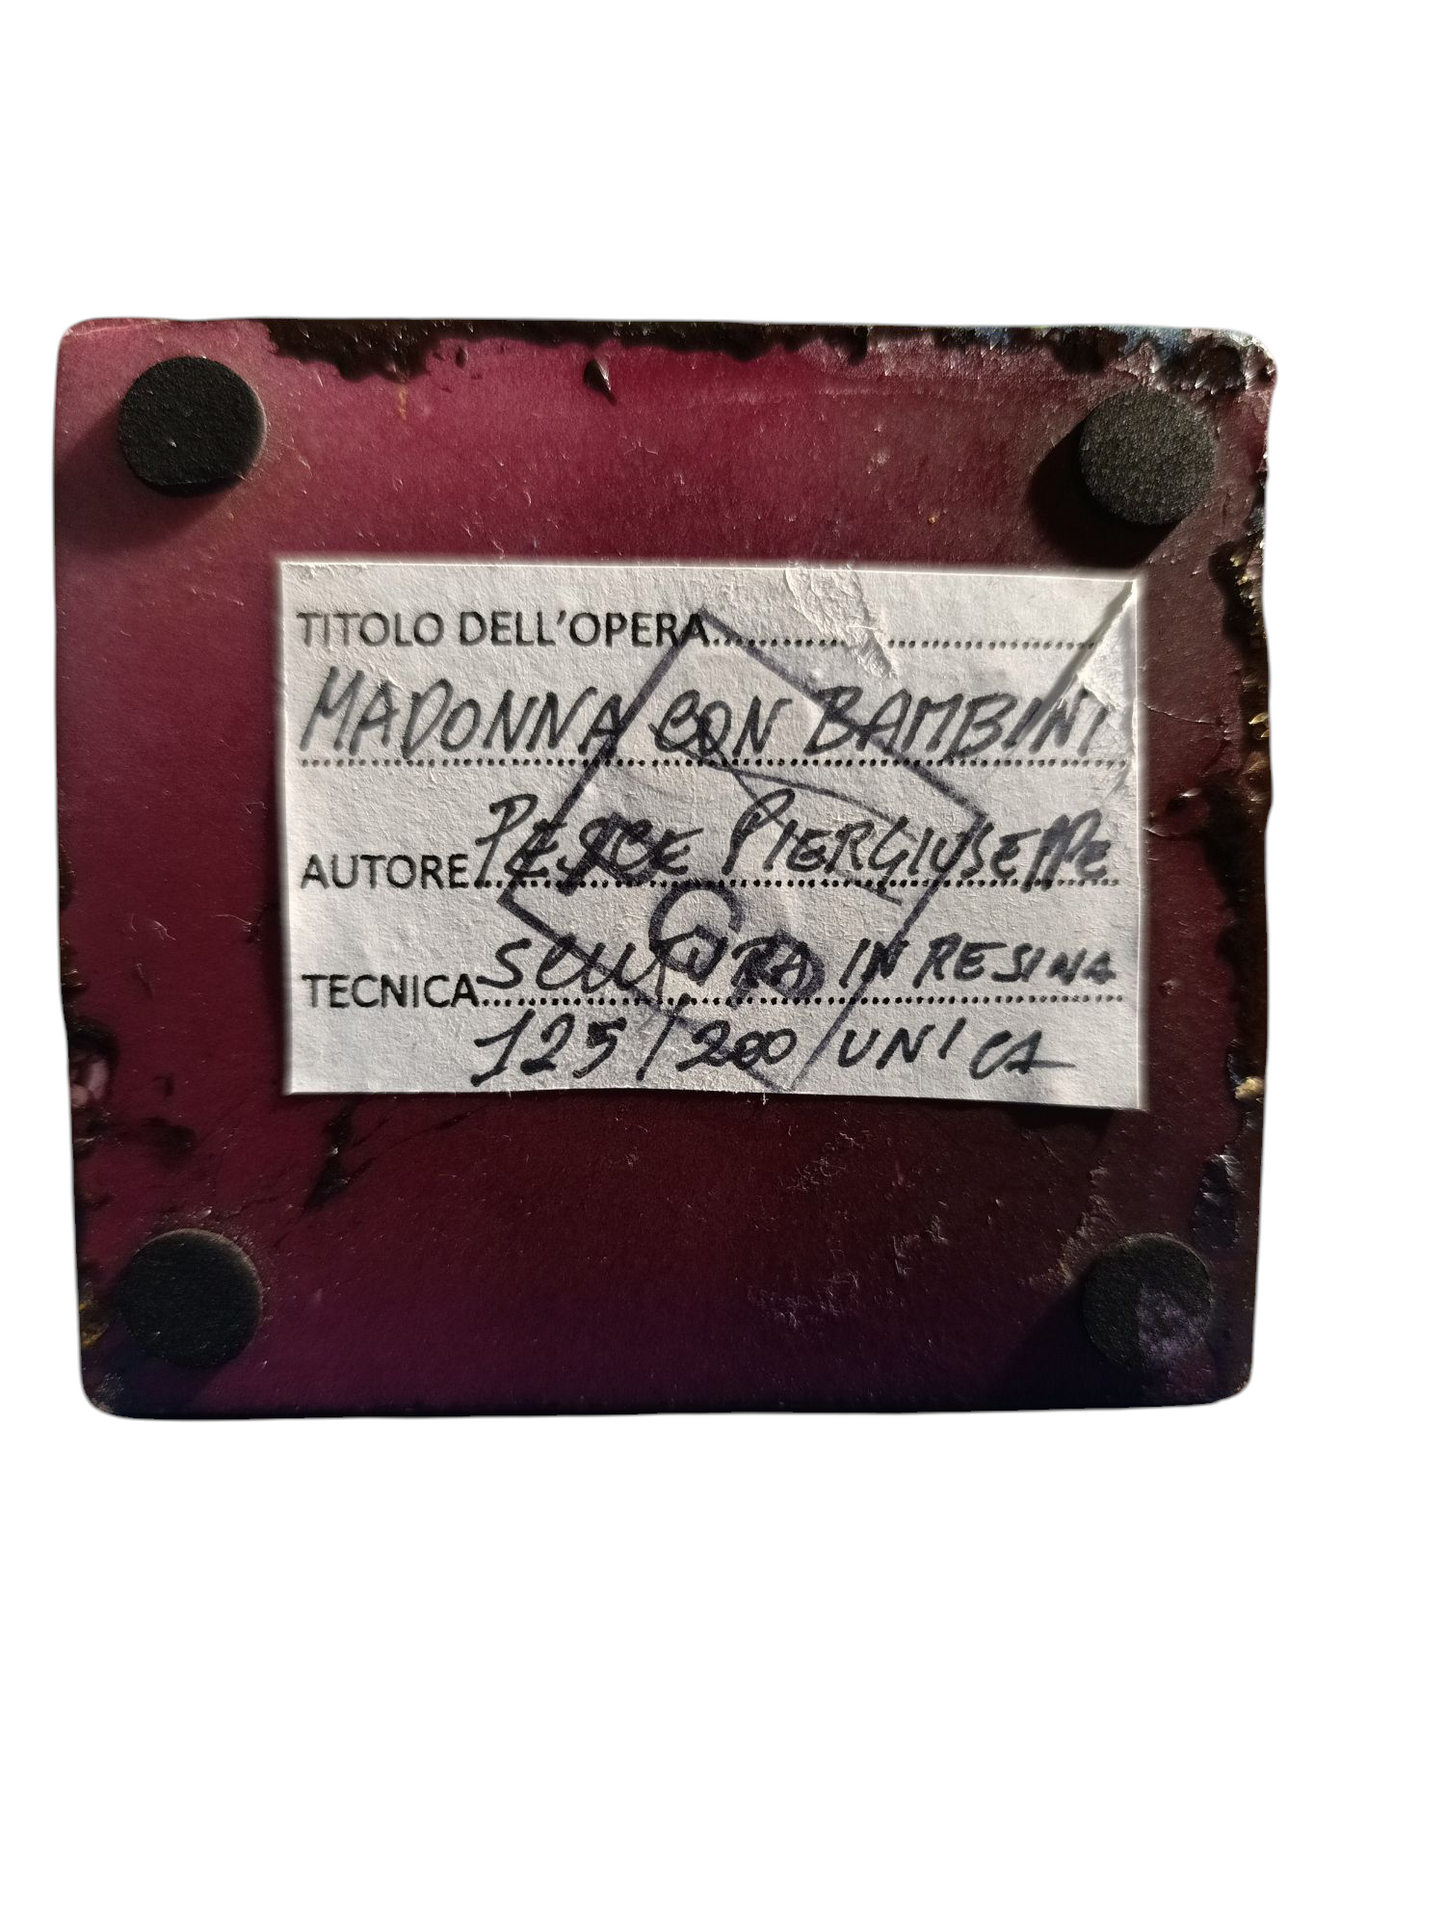 TITOLO DELL'OPERA
MADONNA CON BAMBINI
AUTORE PESCE PIERGIUSEPPE
TECNICA SCULTURA IN RESINA
125/200 UNICA